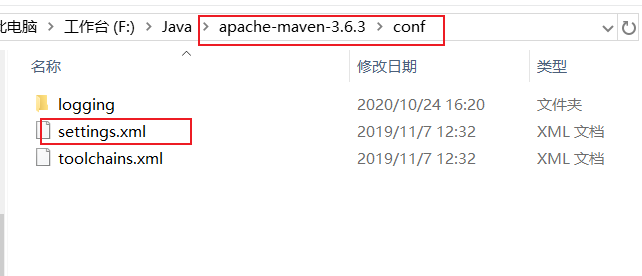 此电脑 > 工作台 (F:) > Java > apache-maven-3.6.3 > conf
名称 修改日期 类型
logging 2020/10/24 16:20 文件夹
settings.xml 2019/11/7 12:32 XML 文档
toolchains.xml 2019/11/7 12:32 XML 文档